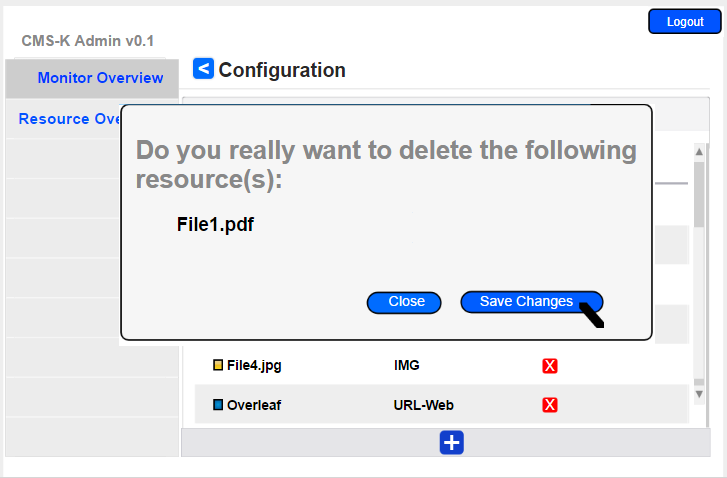 Logout
CMS-K Admin v0.1
Monitor Overview
< Configuration
Resource Ove
Do you really want to delete the following
resource(s):
File1.pdf
Close Save Changes
File4.jpg IMG X
Overleaf URL-Web X
+